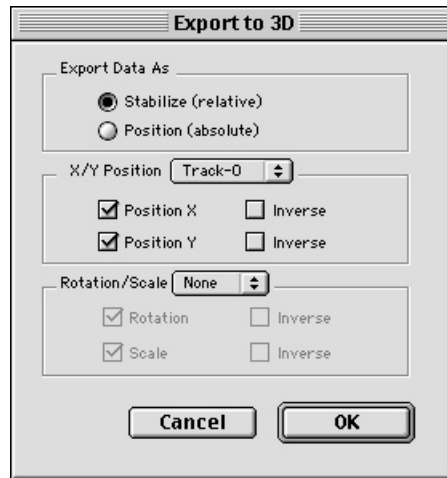 Export to 3D
Export Data As
Stabilize (relative)
Position (absolute)
X/Y Position Track-0
Position X Inverse
Position Y Inverse
Rotation/Scale None
Rotation Inverse
Scale Inverse
Cancel OK